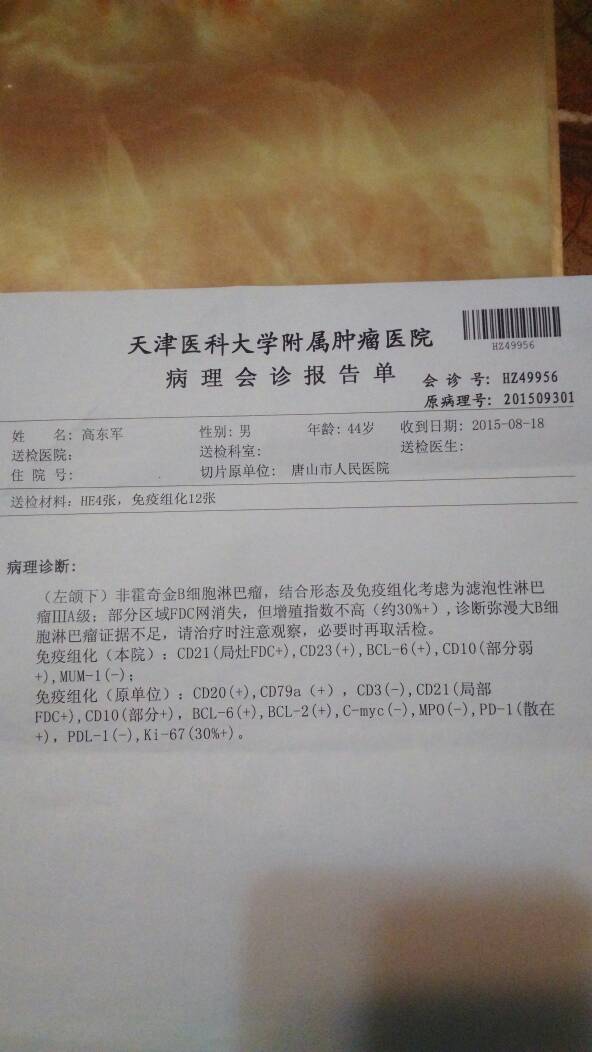 HZ49956
天津医科大学附属肿瘤医院
病理会诊报告单
会诊号: HZ49956
原病理号: 201509301
姓 名: 高东军 性别: 男 年龄: 44岁 收到日期: 2015-08-18
送检医院: 送检科室: 送检医生:
住院号: 切片原单位: 唐山市人民医院
送检材料: HE4张, 免疫组化12张
病理诊断:
(左颌下) 非霍奇金B细胞淋巴瘤, 结合形态及免疫组化考虑为滤泡性淋巴
瘤ⅢA级; 部分区域FDC网消失, 但增殖指数不高 (约30%+) , 诊断弥漫大B细
胞淋巴瘤证据不足, 请治疗时注意观察, 必要时再取活检。
免疫组化 (本院) : CD21(局灶FDC+),CD23(+),BCL-6(+),CD10(部分弱
+),MUM-1(-);
免疫组化 (原单位) : CD20(+),CD79a (+) , CD3(-),CD21(局部
FDC+),CD10(部分+), BCL-6(+),BCL-2(+),C-myc(-),MPO(-),PD-1(散在
+), PDL-1(-),Ki-67(30%+)。